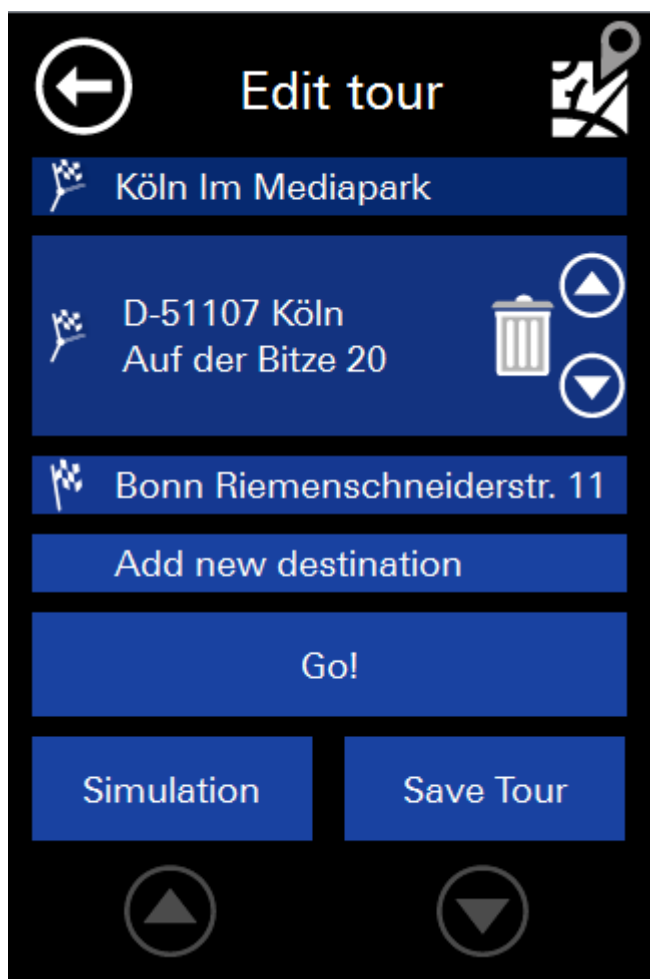 Edit tour
Köln Im Mediapark
D-51107 Köln
Auf der Bitze 20
Bonn Riemenschneiderstr. 11
Add new destination
Go!
Simulation
Save Tour